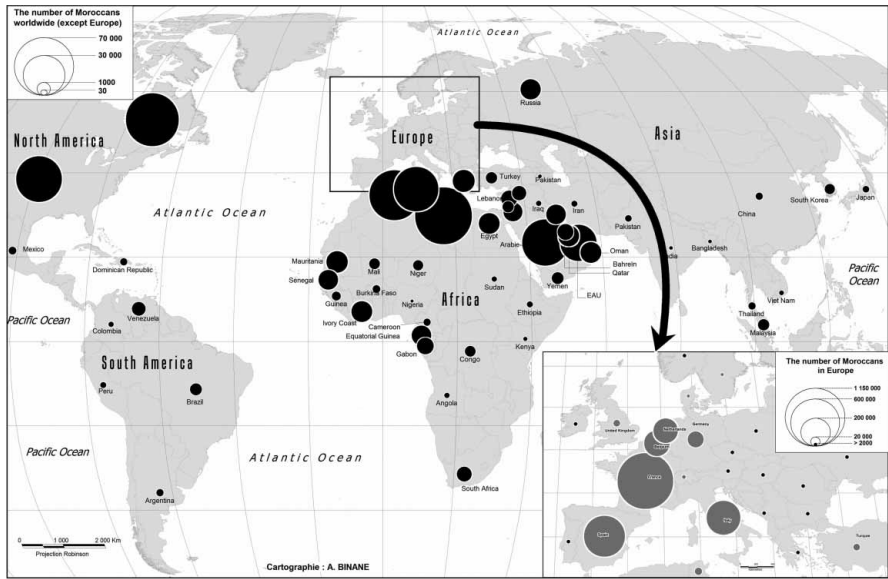 The number of Moroccans
worldwide (except Europe)
70 000
30 000
1000
30
Atlantic Ocean
Atlantic Ocean
Russia
North America
Europe
Asia
Turkey
Pakistan
Lebanon
Iraq
Iran
China
South Korea
Japan
Atlantic Ocean
Egypt
Pakistan
Mexico
Arabie
Oman
India
Bangladesh
Dominican Republic
Mauritania
Mali
Niger
Bahrein
Qatar
Pacific
Ocean
Sénégal
Burkina Faso
Sudan
Yemen
EAU
Viet Nam
Guinea
Nigeria
Africa
Ethiopia
Thailand
Pacific Ocean
Venezuela
Colombia
Ivory Coast
Cameroon
Equatorial Guinea
Malaysia
Kenya
South America
Gabon
Congo
Peru
Brazil
Angola
Pacific Ocean
Atlantic Ocean
South Africa
Argentina
0 1 000 2 000 Km
Projection Robinson
Cartographie : A. BINANE
The number of Moroccans
in Europe
1 150 000
600 000
200 000
20 000
> 2000
United Kingdom
Netherlands
Germany
Belgium
France
Italy
Spain